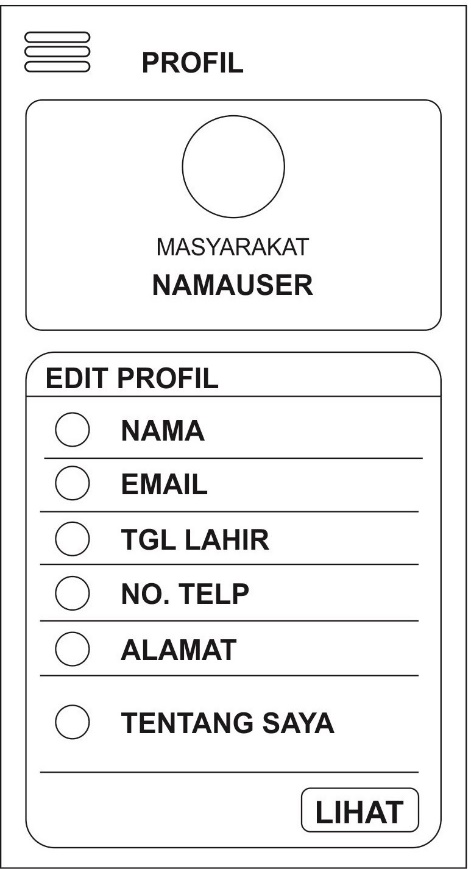 PROFIL
MASYARAKAT
NAMAUSER
EDIT PROFIL
NAMA
EMAIL
TGL LAHIR
NO. TELP
ALAMAT
TENTANG SAYA
LIHAT